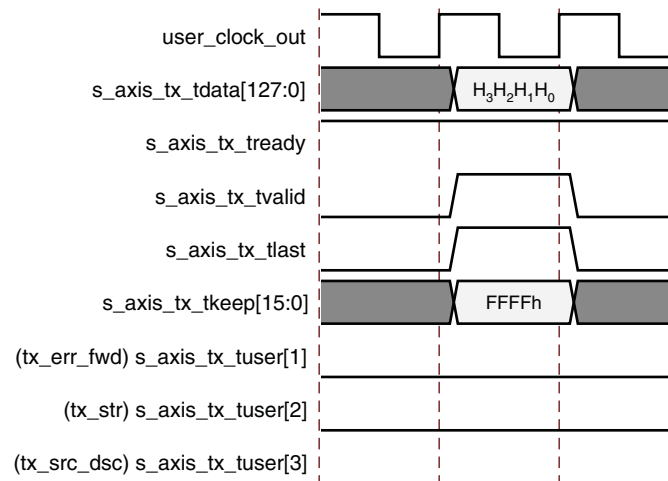 user_clock_out
s_axis_tx_tdata[127:0] H₃H₂H₁H₀
s_axis_tx_tready
s_axis_tx_tvalid
s_axis_tx_tlast
s_axis_tx_tkeep[15:0] FFFFh
(tx_err_fwd) s_axis_tx_tuser[1]
(tx_str) s_axis_tx_tuser[2]
(tx_src_dsc) s_axis_tx_tuser[3]